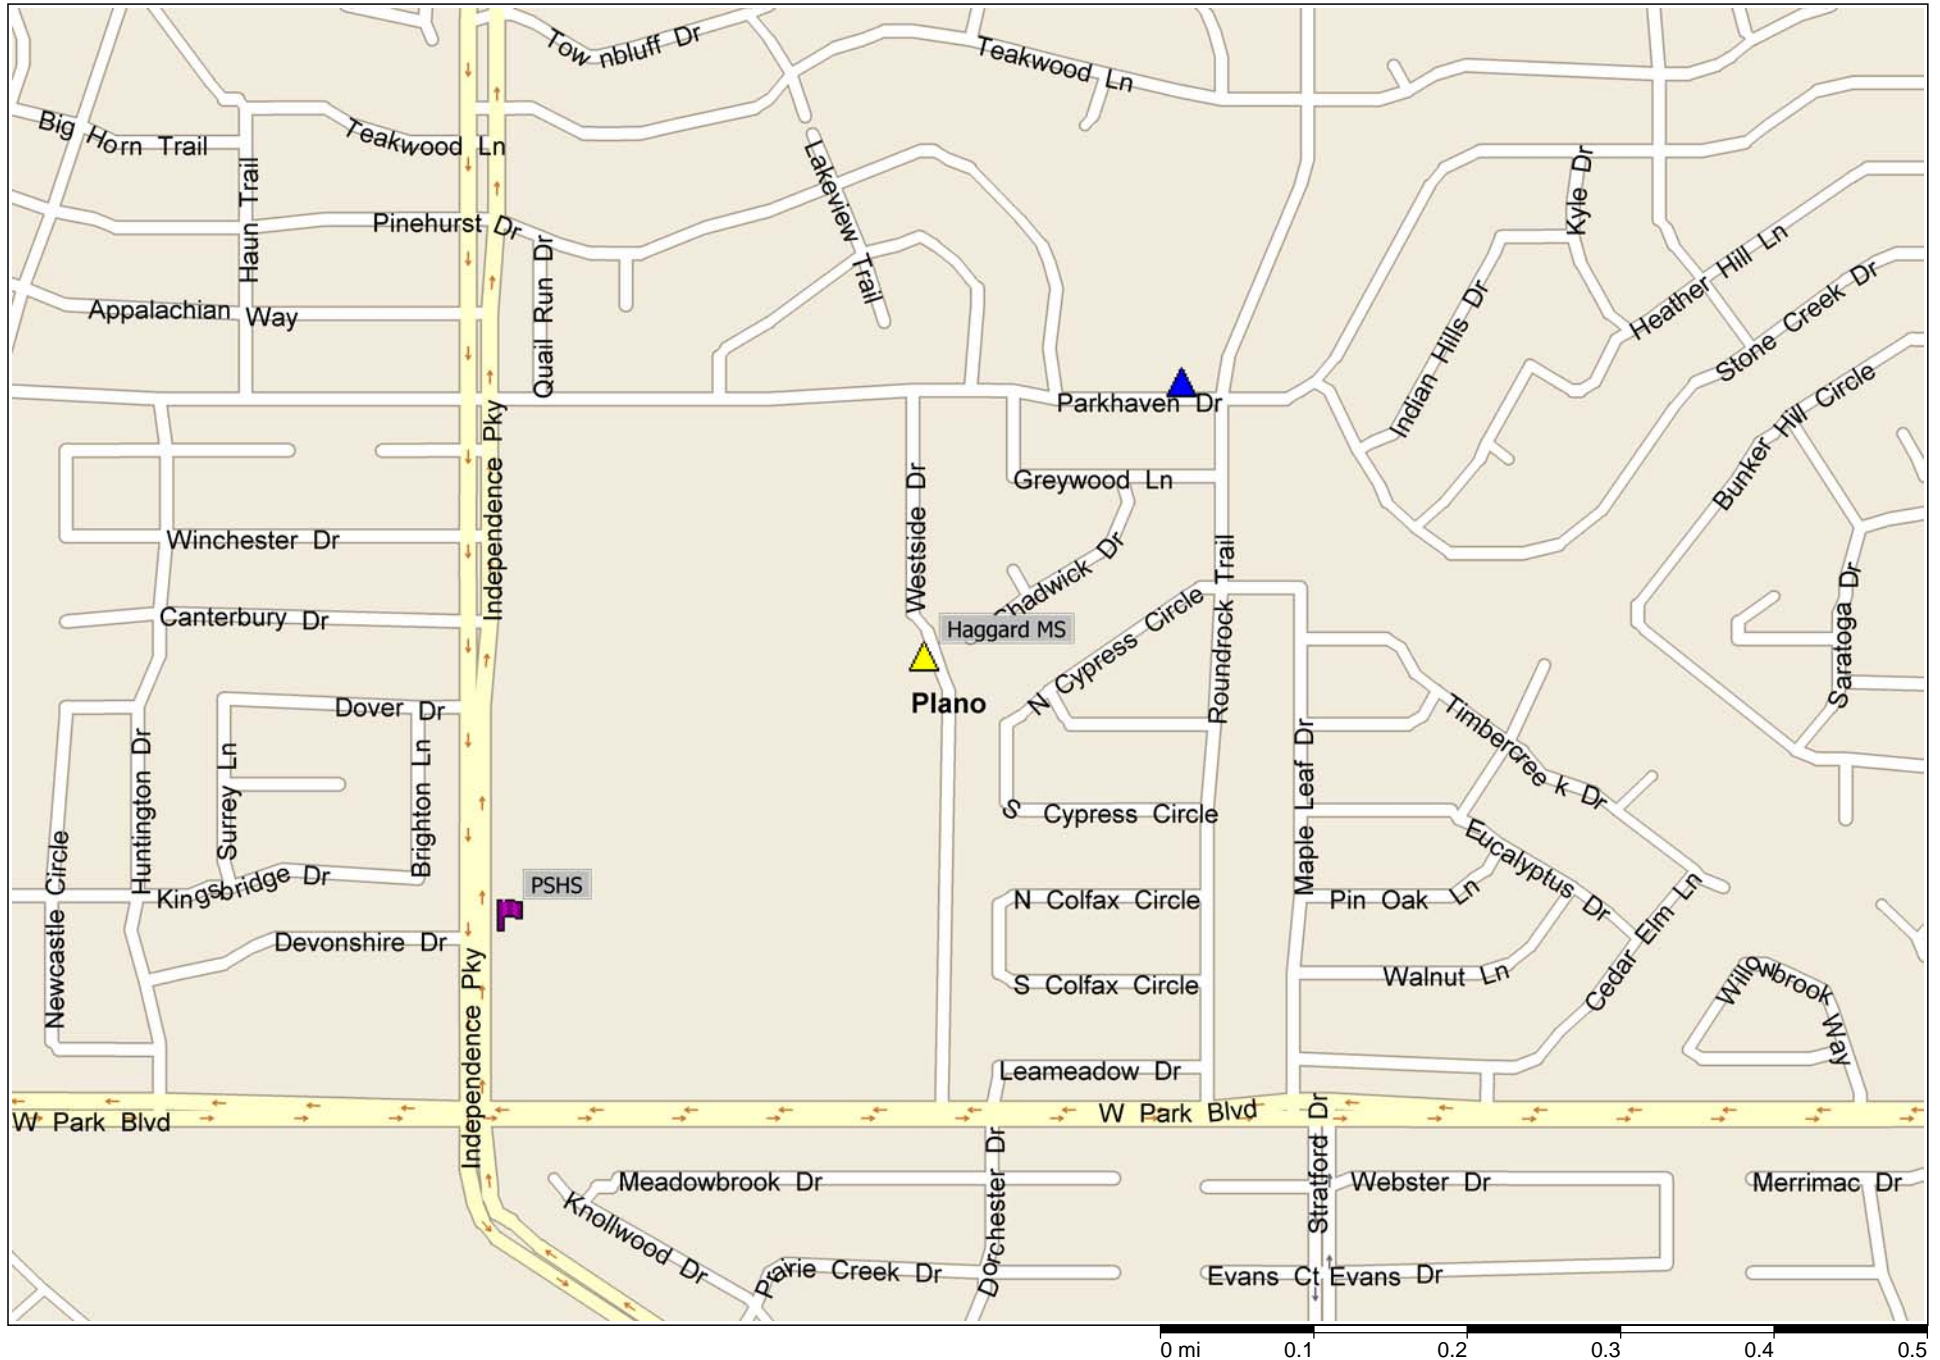 Townbluff Dr
Teakwood Ln
Big Horn Trail
Teakwood Ln
Haun Trail
Lakeview Trail
Kyle Dr
Pinehurst Dr
Quail Run Dr
Heather Hill Ln
Appalachian Way
Indian Hills Dr
Stone Creek Dr
Parkhaven Dr
Bunker Hill Circle
Independence Pky
Westside Dr
Greywood Ln
Winchester Dr
Chadwick Dr
Roundrock Trail
Canterbury Dr
Haggard MS
N Cypress Circle
Saratoga Dr
Plano
Dover Dr
Timbercreek Dr
Huntington Dr
Surrey Ln
Brighton Ln
Maple Leaf Dr
S Cypress Circle
Newcastle Circle
Kingsbridge Dr
PSHS
Eucalyptus Dr
N Colfax Circle
Pin Oak Ln
Cedar Elm Ln
Devonshire Dr
Independence Pky
S Colfax Circle
Walnut Ln
Willowbrook Way
Leameadow Dr
W Park Blvd
W Park Blvd
Stratford Dr
Meadowbrook Dr
Dorchester Dr
Webster Dr
Merrimac Dr
Knollwood Dr
Prairie Creek Dr
Evans Ct
Evans Dr
0 mi 0.1 0.2 0.3 0.4 0.5